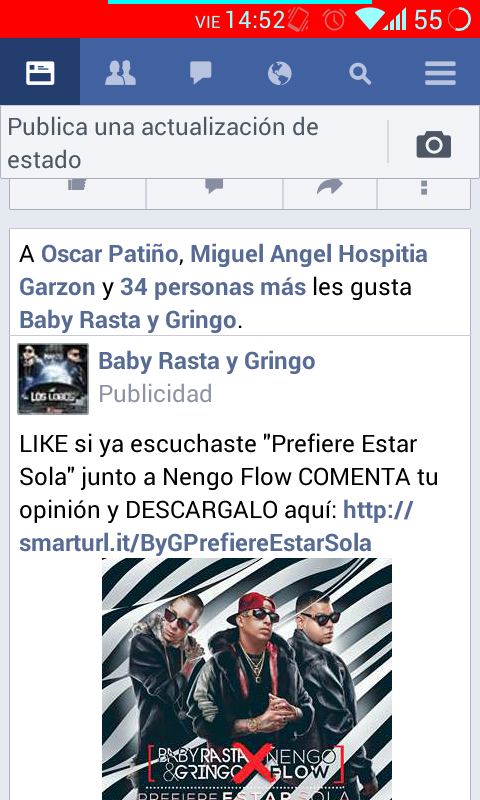 VIE 14:52 55
Publica una actualización de
estado
A Oscar Patiño, Miguel Angel Hospitia
Garzon y 34 personas más les gusta
Baby Rasta y Gringo.
LOS LOBOS
Baby Rasta y Gringo
Publicidad
LIKE si ya escuchaste "Prefiere Estar
Sola" junto a Nengo Flow COMENTA tu
opinión y DESCARGALO aquí: http://
smarturl.it/ByGPrefiereEstarSola
BABY RASTA X NENGO
& GRINGO FLOW
PREFIERE ESTAR SOLA